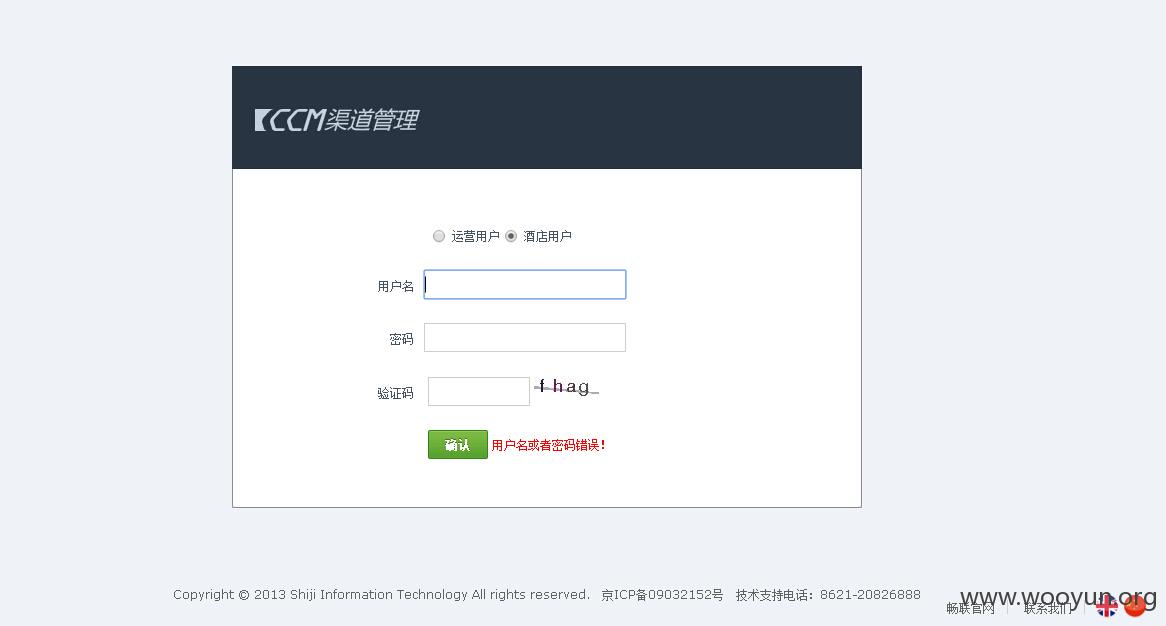 CCM渠道管理
运营用户 酒店用户
用户名
密码
验证码 fhag
确认 用户名或者密码错误!
Copyright © 2013 Shiji Information Technology All rights reserved. 京ICP备09032152号 技术支持电话：8621-20826888
www.wooyun.org
畅联官网 联系我们